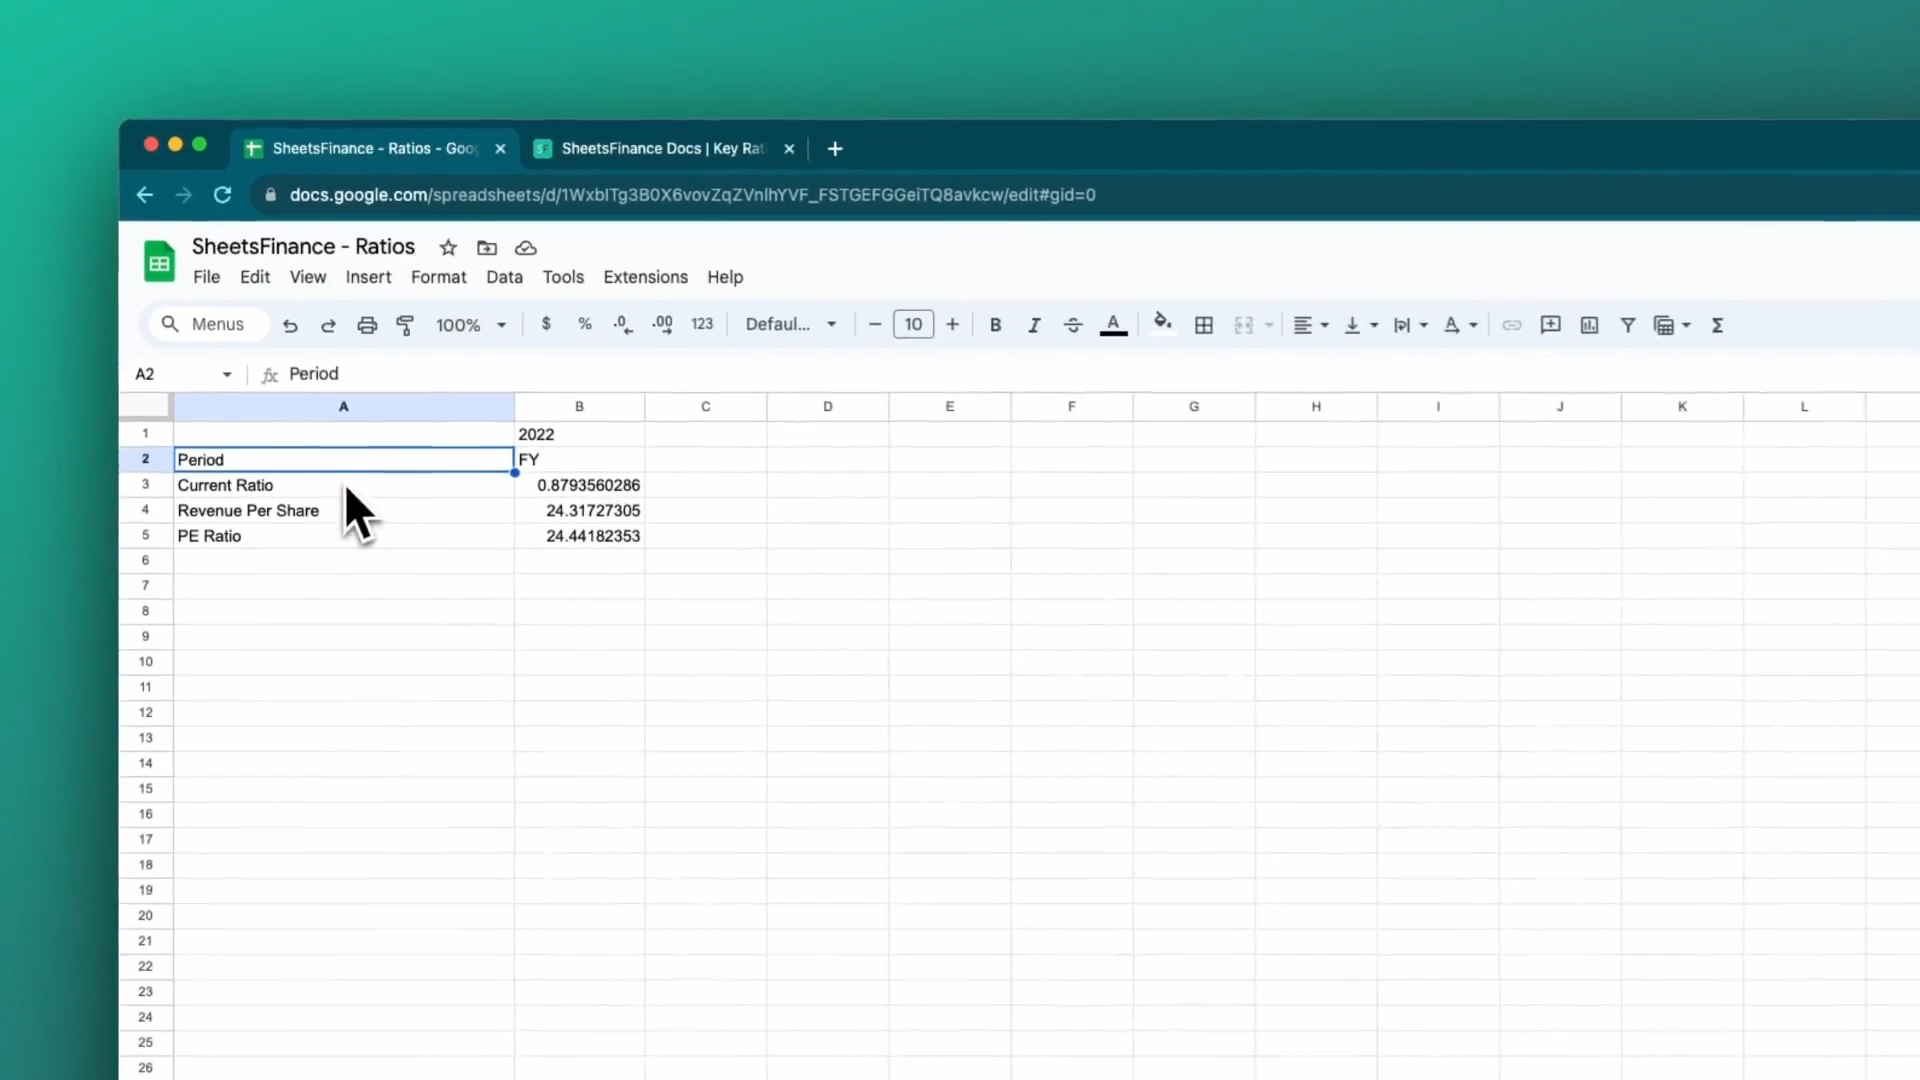 SheetsFinance - Ratios - Goo
SheetsFinance Docs | Key Rat
docs.google.com/spreadsheets/d/1WxblTg3B0X6vovZqZVnlhYVF_FSTGEFGGeiTQ8avkcw/edit#gid=0
SheetsFinance - Ratios
File Edit View Insert Format Data Tools Extensions Help
Menus 100% $ % .0 .00 123 Defaul... 10 B I A
A2 fx Period
A B C D E F G H I J K L
1 2022
2 Period FY
3 Current Ratio 0.8793560286
4 Revenue Per Share 24.31727305
5 PE Ratio 24.44182353
6
7
8
9
10
11
12
13
14
15
16
17
18
19
20
21
22
23
24
25
26